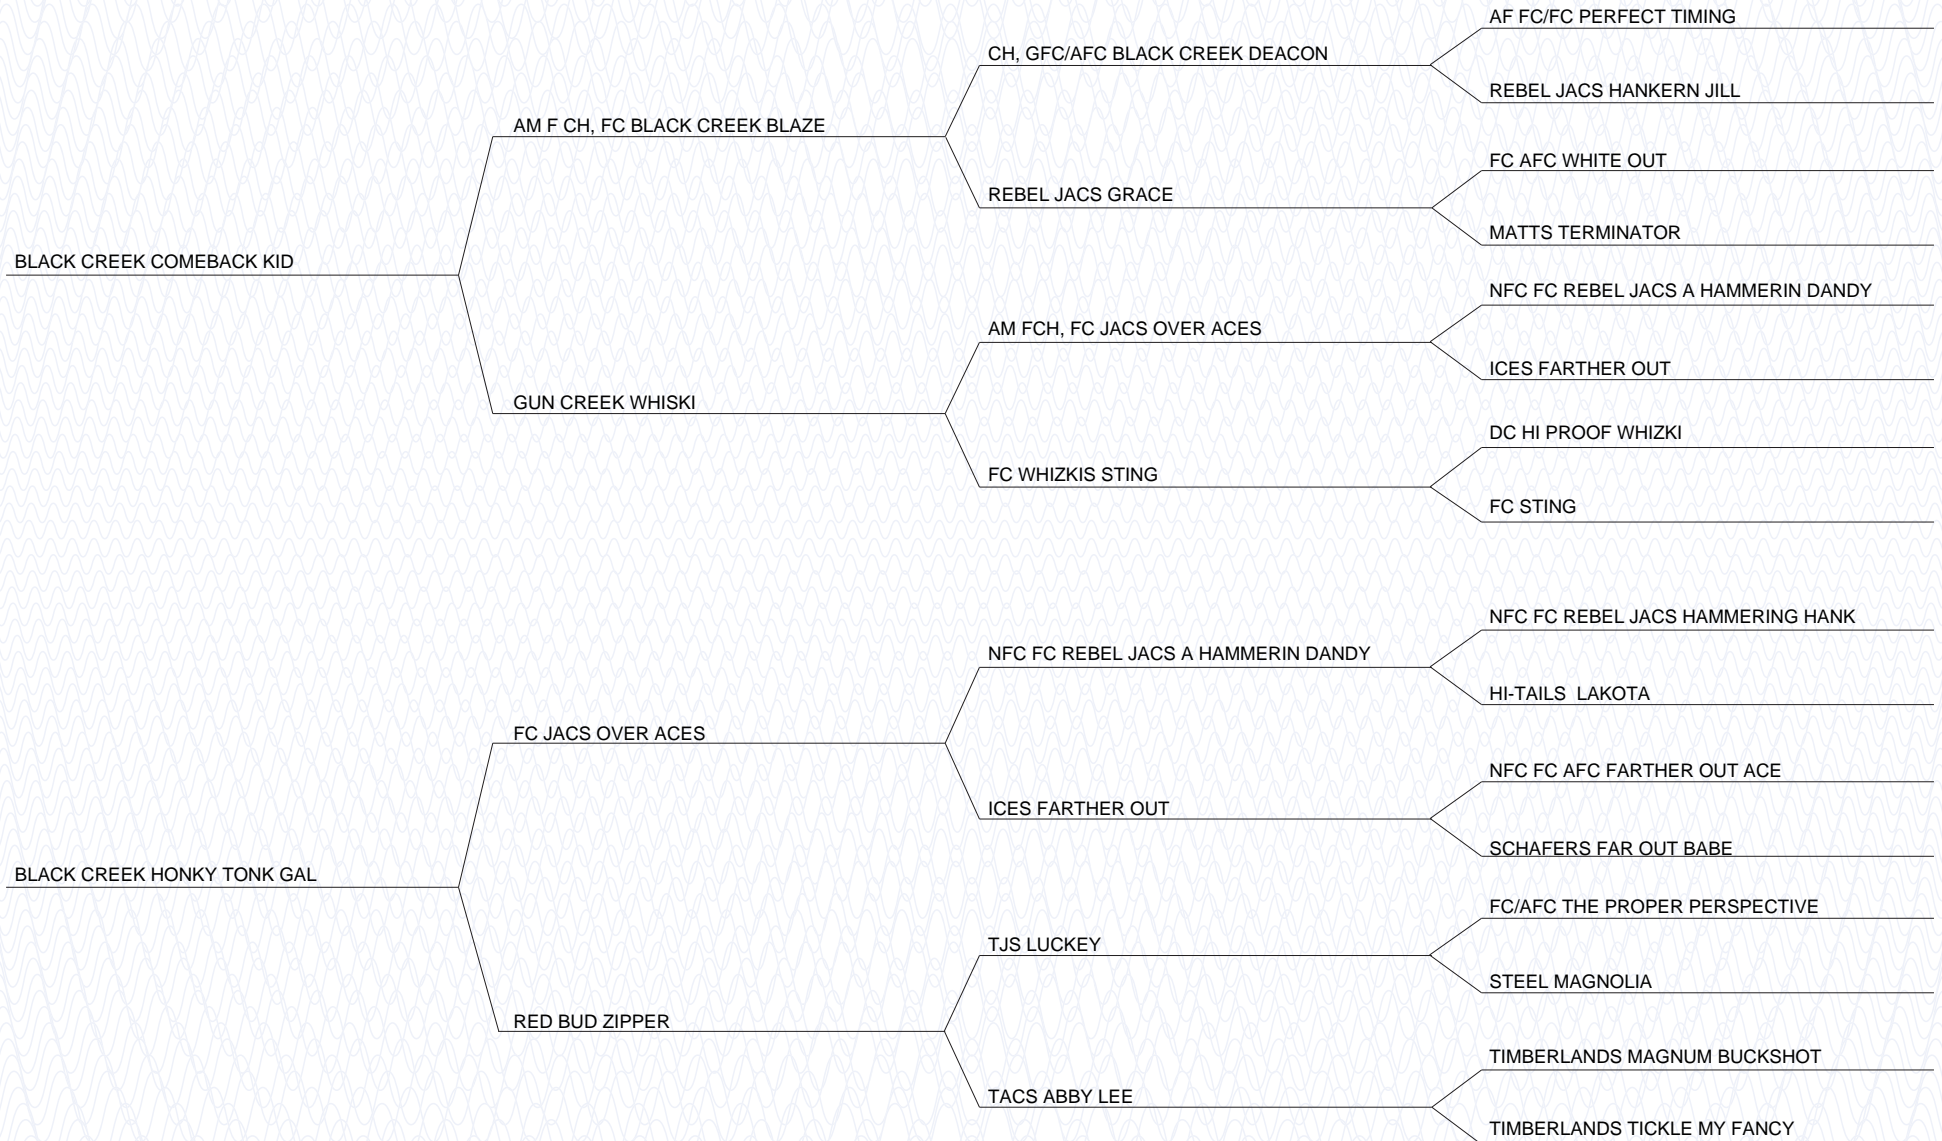 AF FC/FC PERFECT TIMING
CH, GFC/AFC BLACK CREEK DEACON
REBEL JACS HANKERN JILL
AM F CH, FC BLACK CREEK BLAZE
FC AFC WHITE OUT
REBEL JACS GRACE
MATTS TERMINATOR
BLACK CREEK COMEBACK KID
NFC FC REBEL JACS A HAMMERIN DANDY
AM FCH, FC JACS OVER ACES
ICES FARTHER OUT
GUN CREEK WHISKI
DC HI PROOF WHIZKI
FC WHIZKIS STING
FC STING
NFC FC REBEL JACS HAMMERING HANK
NFC FC REBEL JACS A HAMMERIN DANDY
HI-TAILS  LAKOTA
FC JACS OVER ACES
NFC FC AFC FARTHER OUT ACE
ICES FARTHER OUT
SCHAFERS FAR OUT BABE
BLACK CREEK HONKY TONK GAL
FC/AFC THE PROPER PERSPECTIVE
TJS LUCKEY
STEEL MAGNOLIA
RED BUD ZIPPER
TIMBERLANDS MAGNUM BUCKSHOT
TACS ABBY LEE
TIMBERLANDS TICKLE MY FANCY